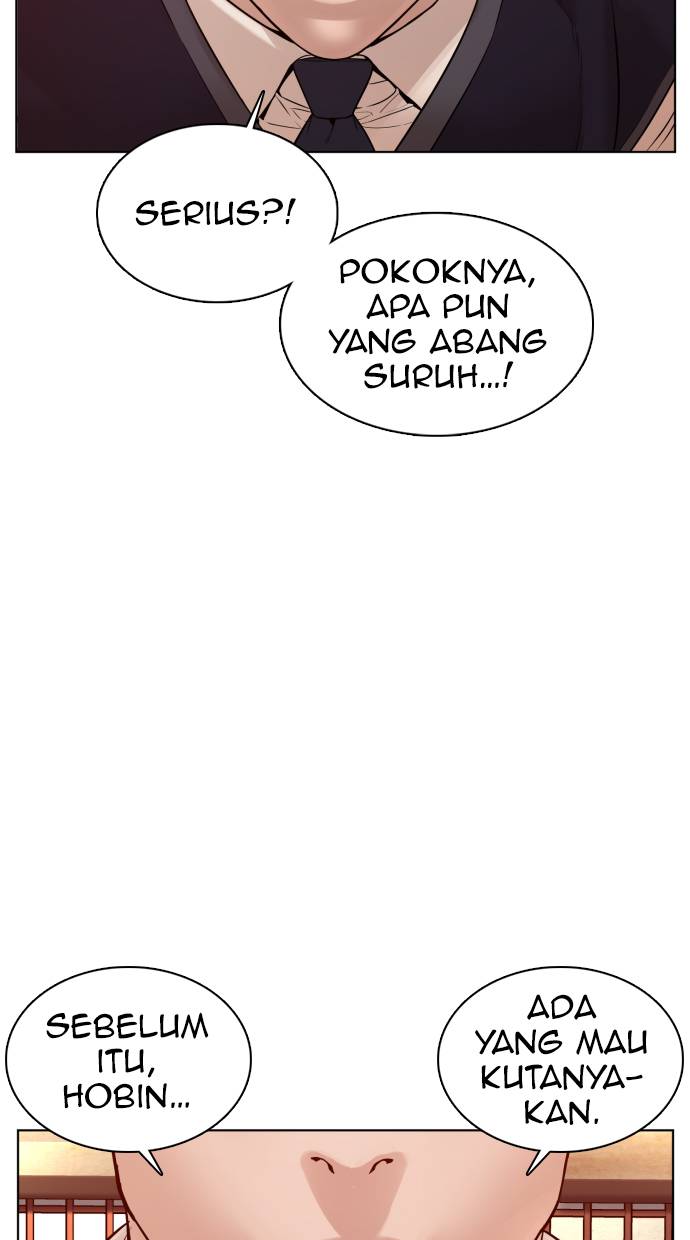 SERIUS?!
POKOKNYA,
APA PUN
YANG ABANG
SURUH...!
SEBELUM
ITU,
HOBIN...
ADA
YANG MAU
KUTANYA-
KAN.